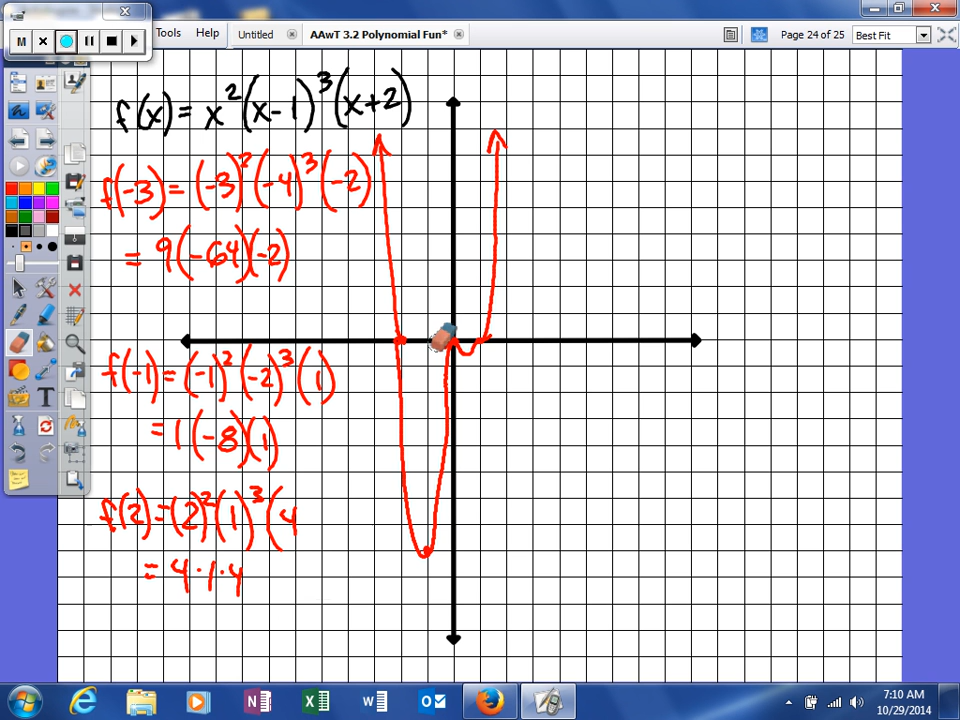 M
Tools Help Untitled AAwT 3.2 Polynomial Fun* Page 24 of 25 Best Fit
f(x) = x²(x-1)³(x+2)
f(-3) = (-3)²(-4)³(-2)
= 9(-64)(-2)
f(-1) = (-1)²(-2)³(1)
= 1(-8)(1)
f(2) = (2)²(1)³(4
= 4·1·4
T
N X W O
7:10 AM
10/29/2014